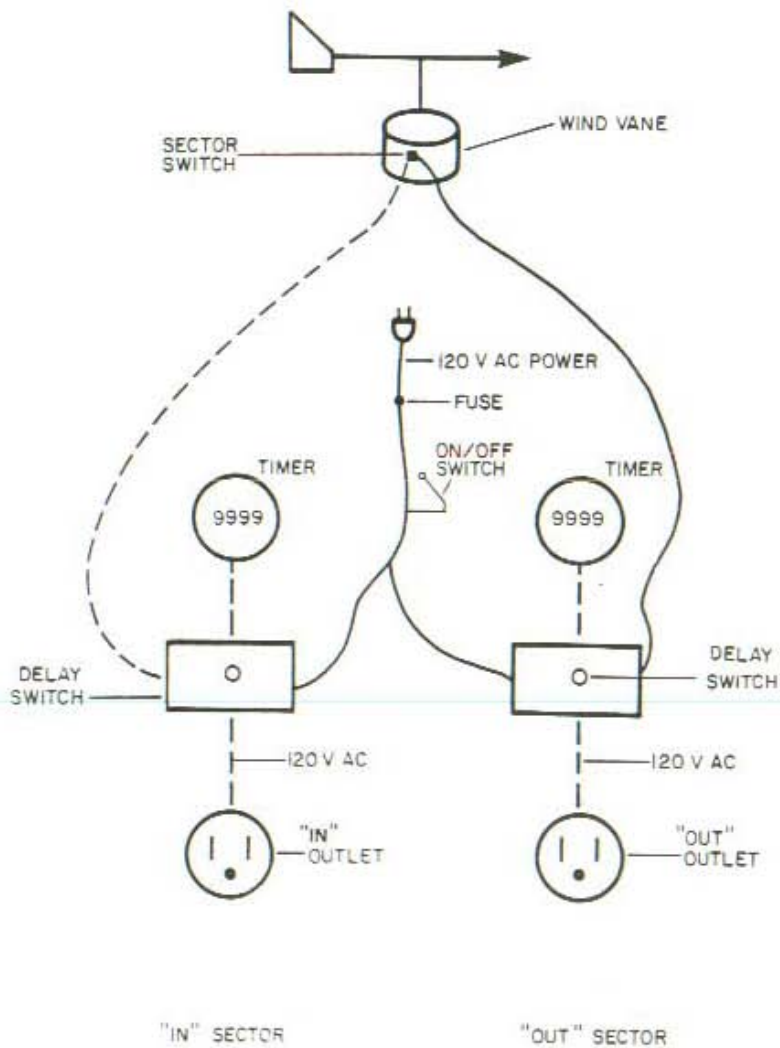 WIND VANE
SECTOR
SWITCH
120 V AC POWER
FUSE
ON/OFF
SWITCH
TIMER
9999
TIMER
9999
DELAY
SWITCH
DELAY
SWITCH
120 V AC
120 V AC
"IN"
OUTLET
"OUT"
OUTLET
"IN" SECTOR
"OUT" SECTOR